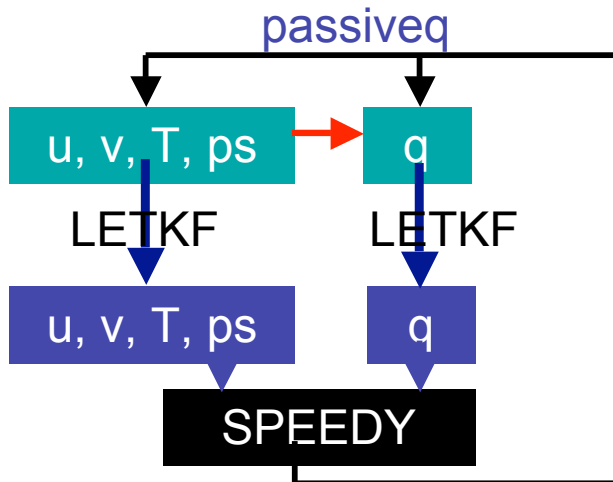 passiveq
u, v, T, ps
q
LETKF
LETKF
u, v, T, ps
q
SPEEDY